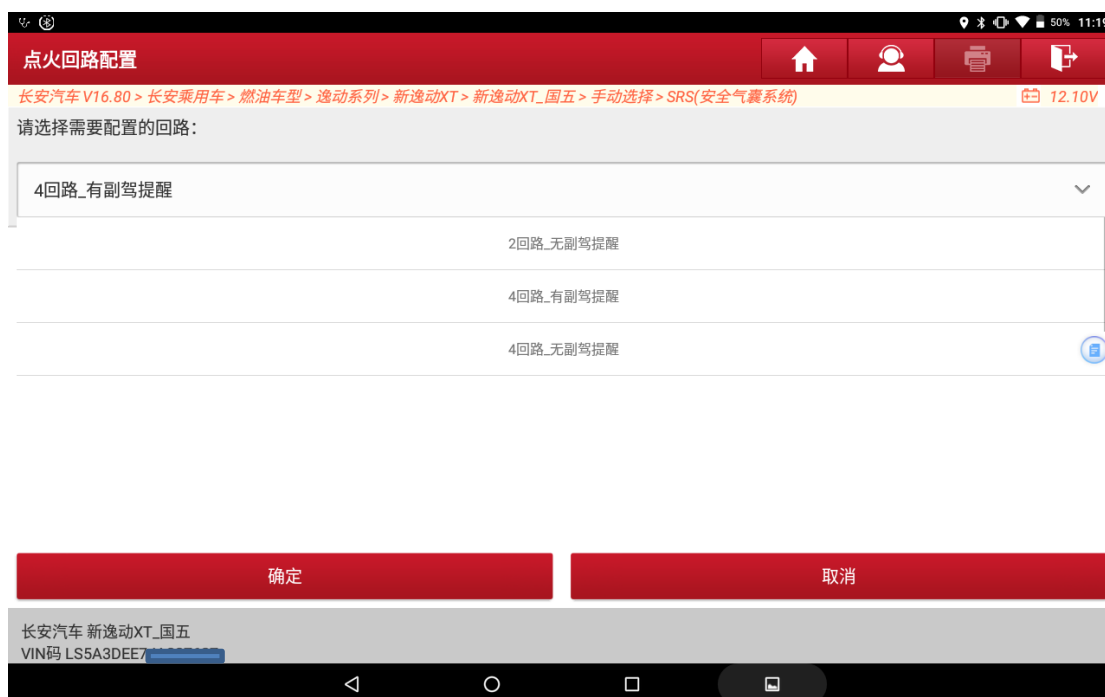 50% 11:19
点火回路配置
长安汽车 V16.80 > 长安乘用车 > 燃油车型 > 逸动系列 > 新逸动XT > 新逸动XT_国五 > 手动选择 > SRS(安全气囊系统) 12.10V
请选择需要配置的回路：
4回路_有副驾提醒
2回路_无副驾提醒
4回路_有副驾提醒
4回路_无副驾提醒
确定 取消
长安汽车 新逸动XT_国五
VIN码 LS5A3DEE7